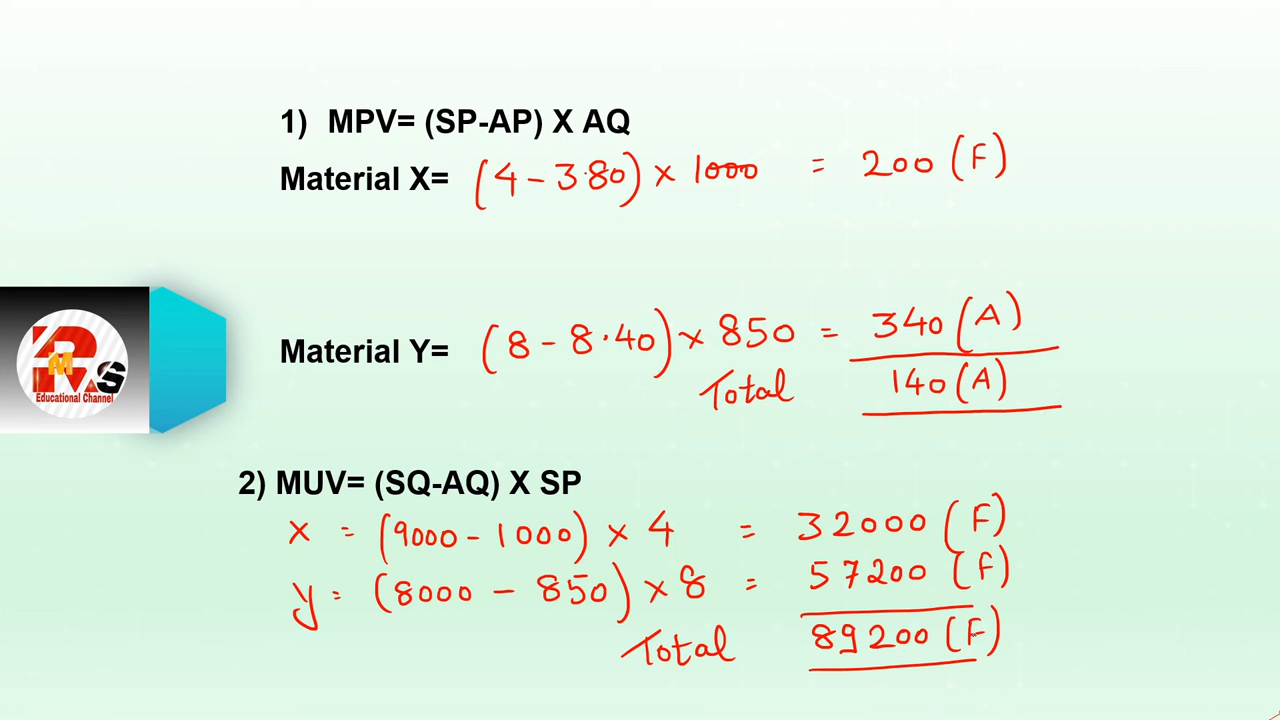 1) MPV= (SP-AP) X AQ
Material X= (4 - 3.80) x 1000 = 200 (F)
Material Y= (8 - 8.40) x 850 = 340 (A)
Total 140 (A)
2) MUV= (SQ-AQ) X SP
x = (9000 - 1000) x 4 = 32000 (F)
y = (8000 - 850) x 8 = 57200 (F)
Total 89200 (F)
Educational Channel